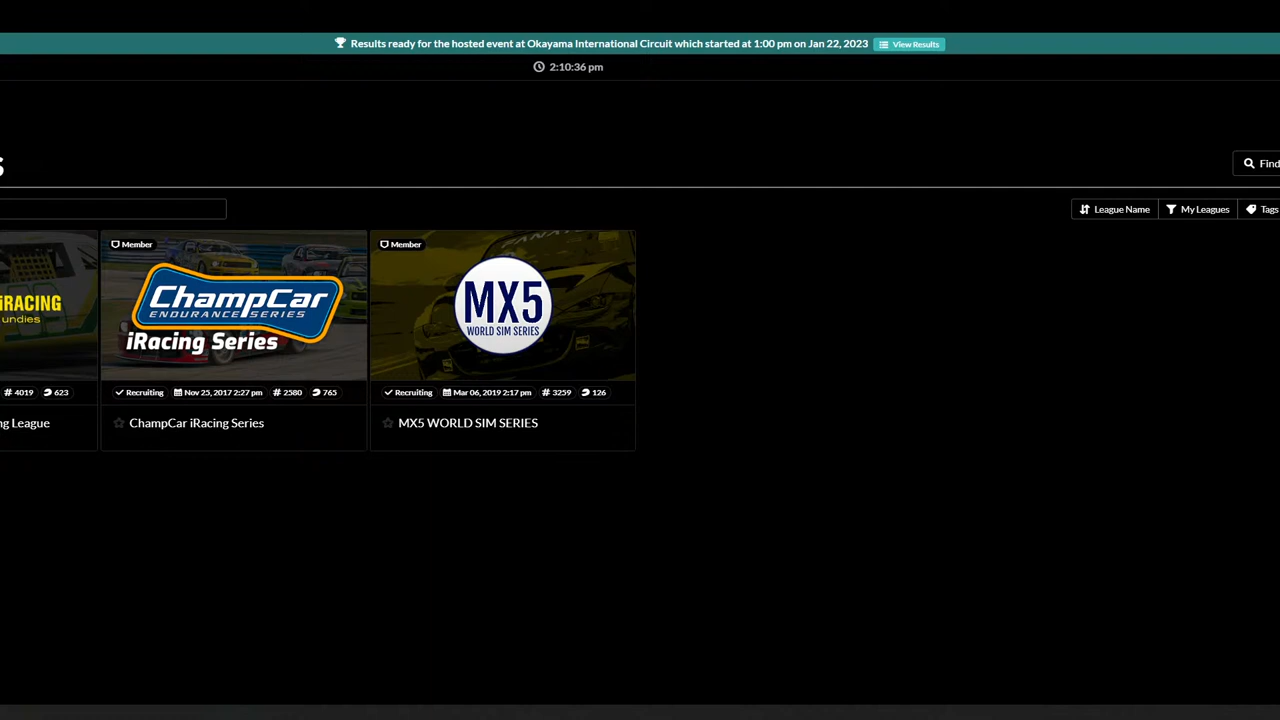 Results ready for the hosted event at Okayama International Circuit which started at 1:00 pm on Jan 22, 2023 View Results
2:10:36 pm
s
Find
League Name My Leagues Tags
Member
Member
iRACING
undies
ChampCar
ENDURANCE SERIES
iRacing Series
FANATEC
MX5
WORLD SIM SERIES
# 4019 623
Recruiting Nov 25, 2017 2:27 pm # 2580 765
Recruiting Mar 06, 2019 2:17 pm # 3259 126
ng League
ChampCar iRacing Series
MX5 WORLD SIM SERIES